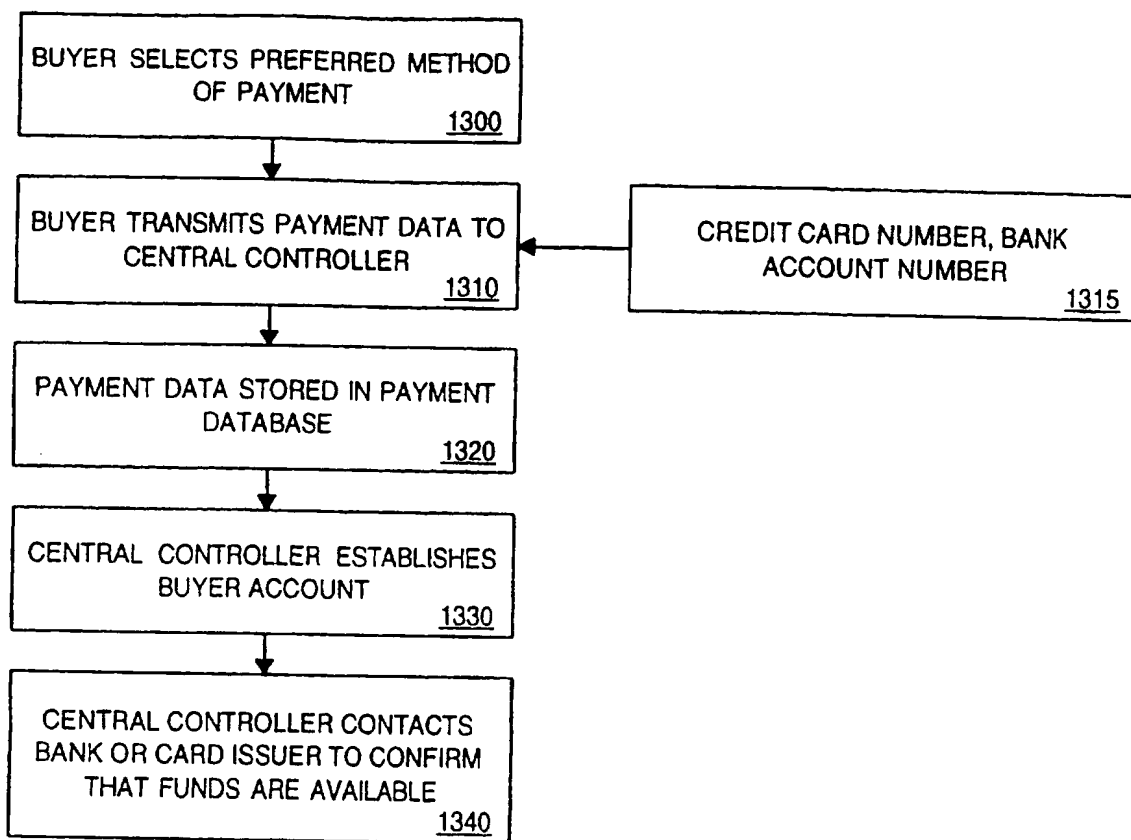 BUYER SELECTS PREFERRED METHOD
OF PAYMENT
1300
BUYER TRANSMITS PAYMENT DATA TO
CENTRAL CONTROLLER
1310
CREDIT CARD NUMBER, BANK
ACCOUNT NUMBER
1315
PAYMENT DATA STORED IN PAYMENT
DATABASE
1320
CENTRAL CONTROLLER ESTABLISHES
BUYER ACCOUNT
1330
CENTRAL CONTROLLER CONTACTS
BANK OR CARD ISSUER TO CONFIRM
THAT FUNDS ARE AVAILABLE
1340